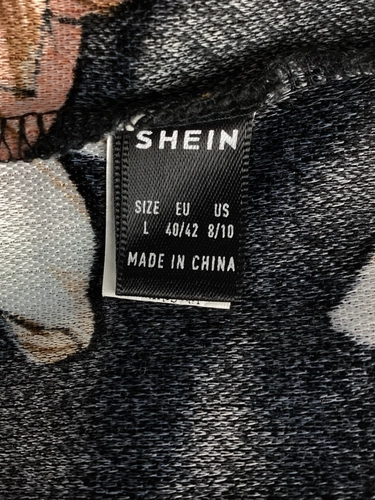 SHEIN
SIZE EU US
L 40/42 8/10
MADE IN CHINA